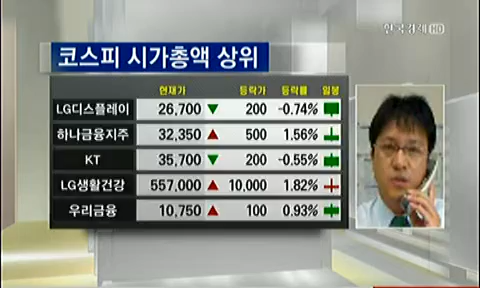 한국경제 HD
코스피 시가총액 상위
현재가 등락가 등락률 일봉
LG디스플레이 26,700 ▼ 200 -0.74%
하나금융지주 32,350 ▲ 500 1.56%
KT 35,700 ▼ 200 -0.55%
LG생활건강 557,000 ▲ 10,000 1.82%
우리금융 10,750 ▲ 100 0.93%